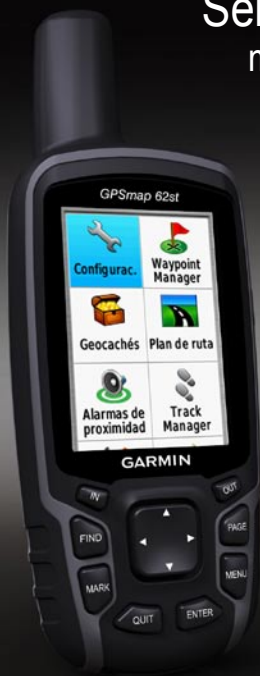 Se
GPSmap 62st
Configurac.
Waypoint
Manager
Geocachés
Plan de ruta
Alarmas de
proximidad
Track
Manager
GARMIN
IN
OUT
FIND
PAGE
MARK
MENU
QUIT
ENTER